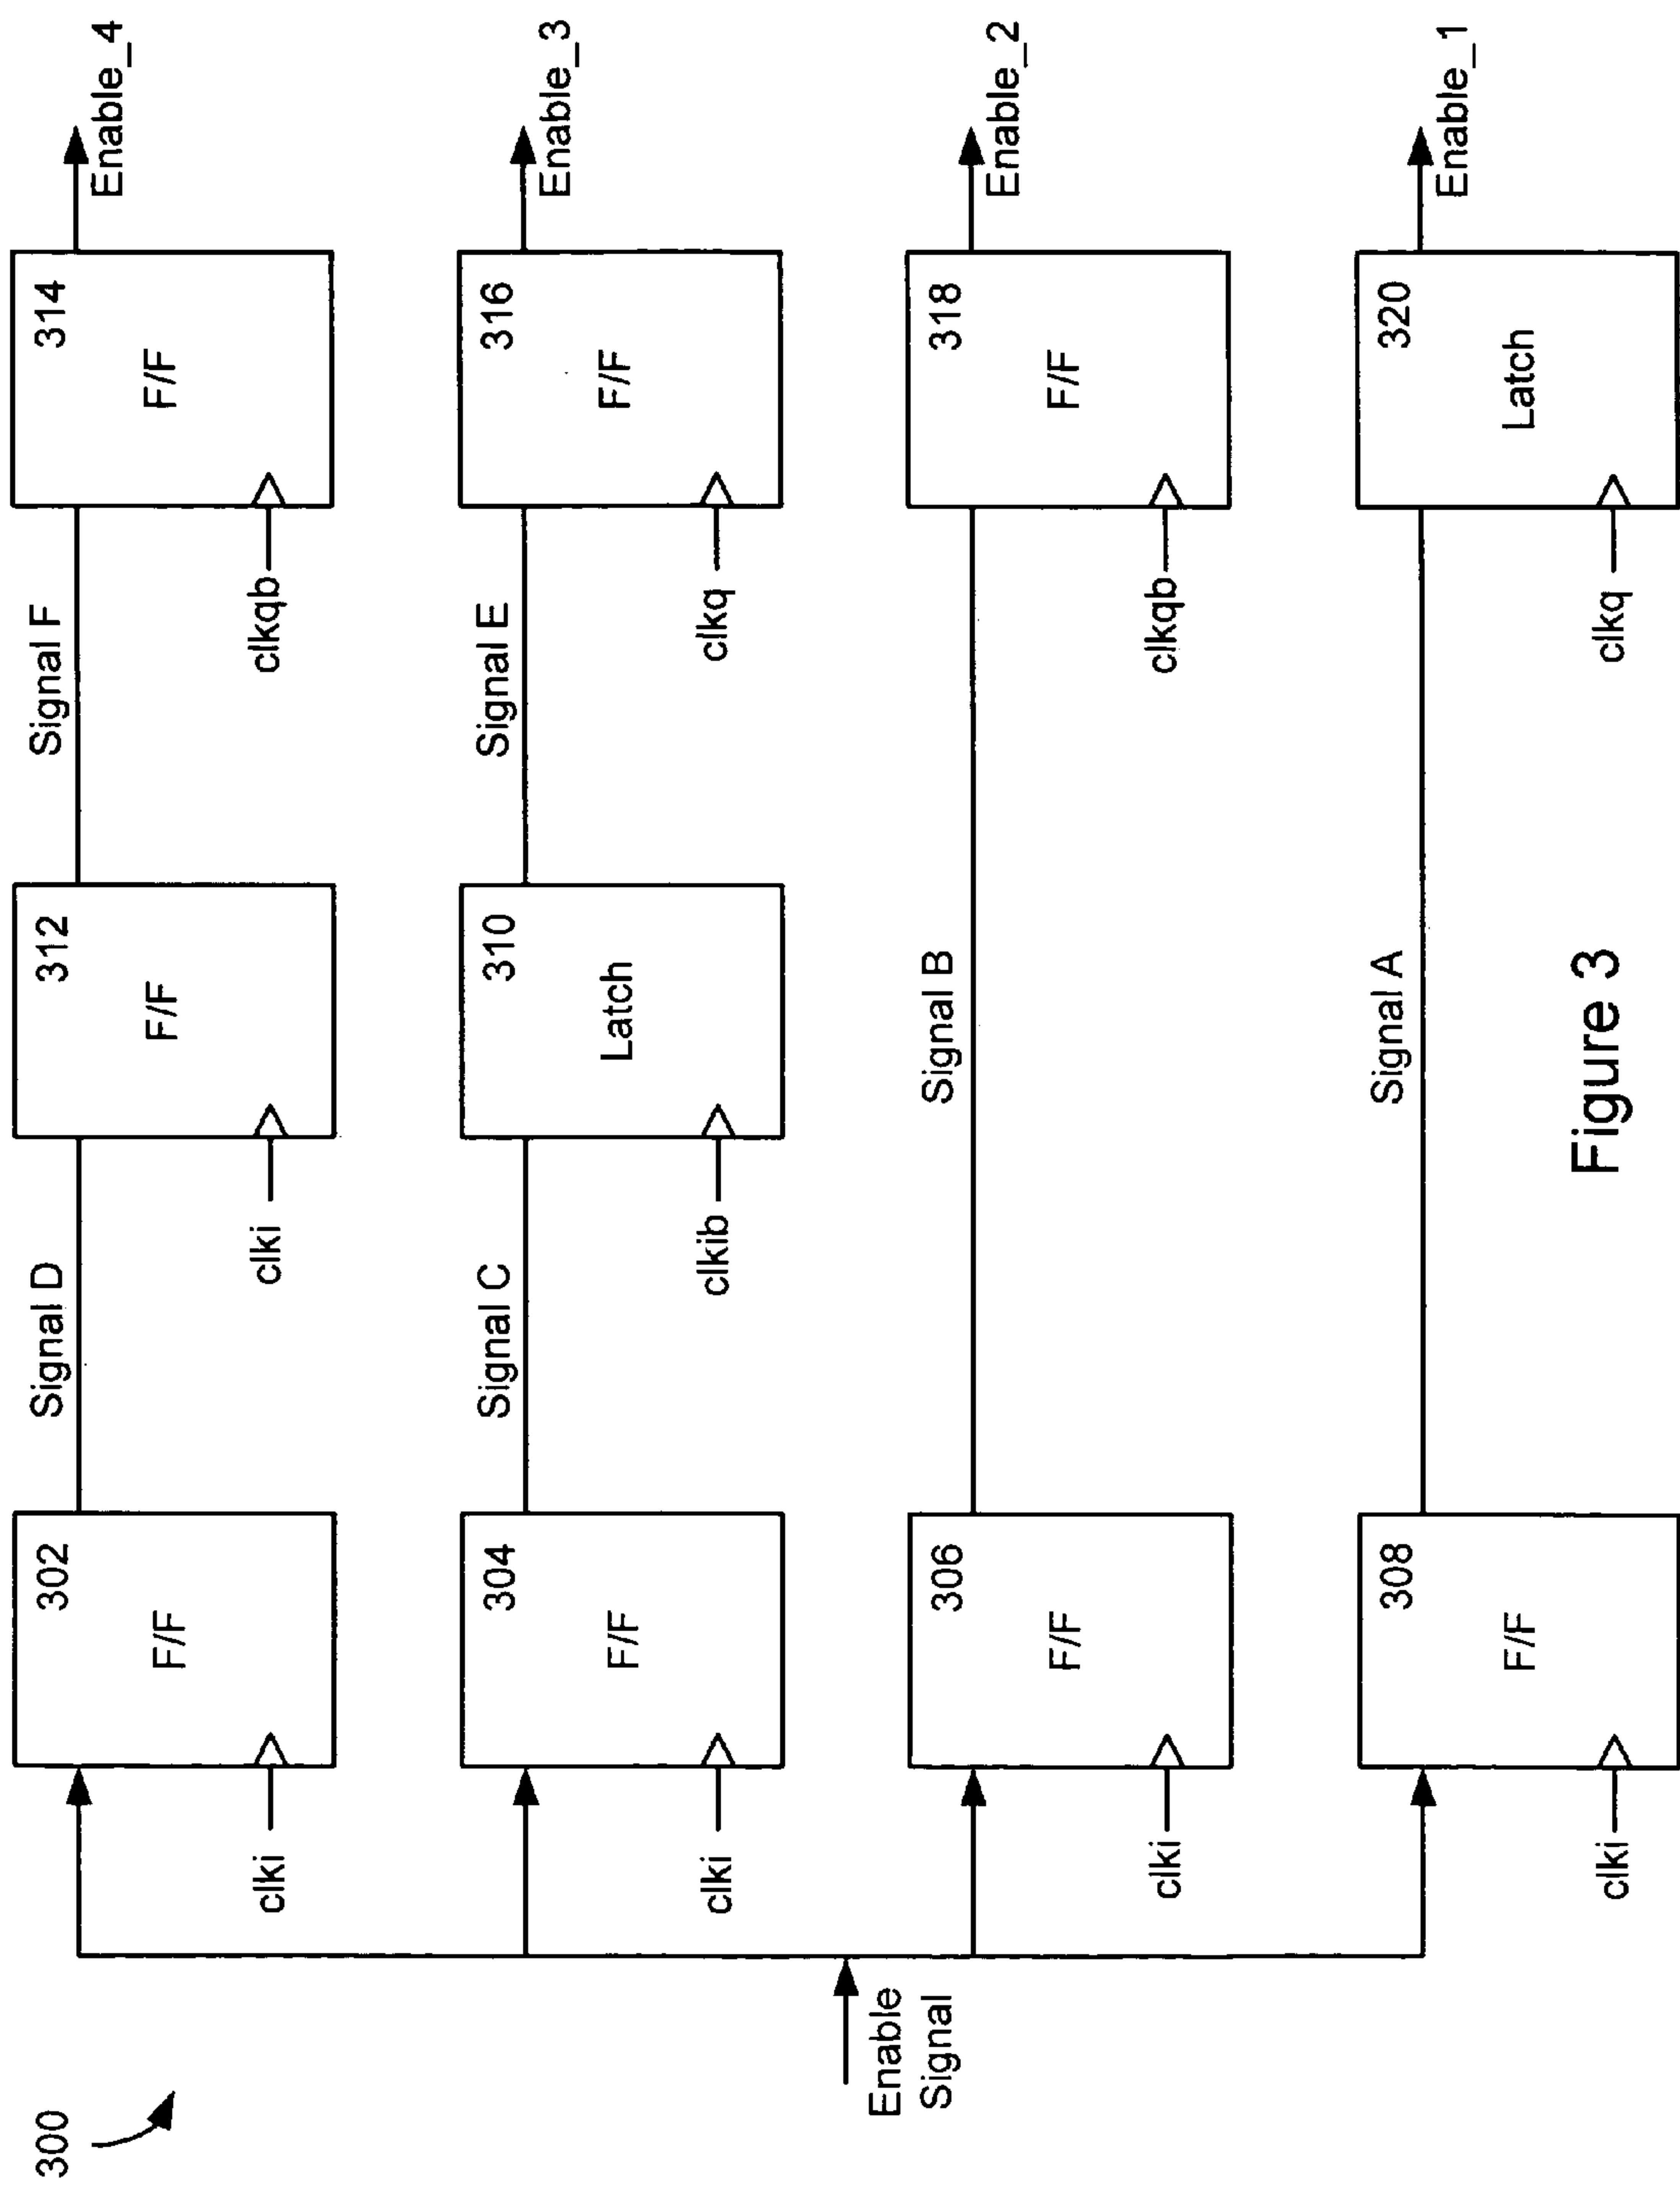 300
Enable
Signal
302
F/F
clki
Signal D
312
F/F
clki
Signal F
314
F/F
clkqb
Enable_4
304
F/F
clki
Signal C
310
Latch
clkib
Signal E
316
F/F
clkq
Enable_3
306
F/F
clki
Signal B
318
F/F
clkqb
Enable_2
308
F/F
clki
Signal A
320
Latch
clkq
Enable_1
Figure 3